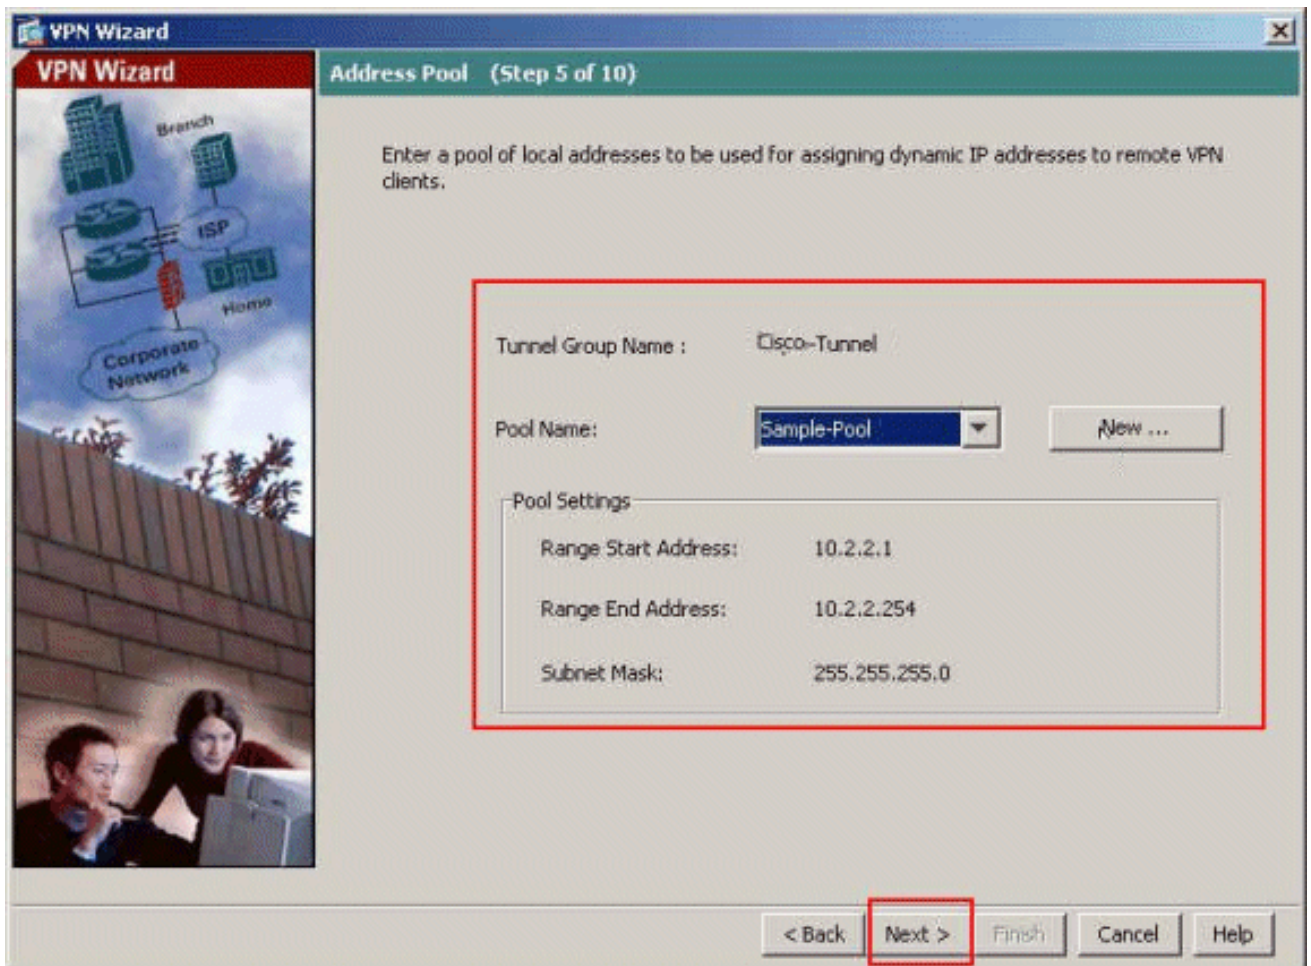 VPN Wizard
VPN Wizard
Address Pool (Step 5 of 10)
Branch
ISP
Home
Corporate
Network
Enter a pool of local addresses to be used for assigning dynamic IP addresses to remote VPN
clients.
Tunnel Group Name : Cisco-Tunnel
Pool Name: Sample-Pool New ...
Pool Settings
Range Start Address: 10.2.2.1
Range End Address: 10.2.2.254
Subnet Mask: 255.255.255.0
< Back Next > Finish Cancel Help